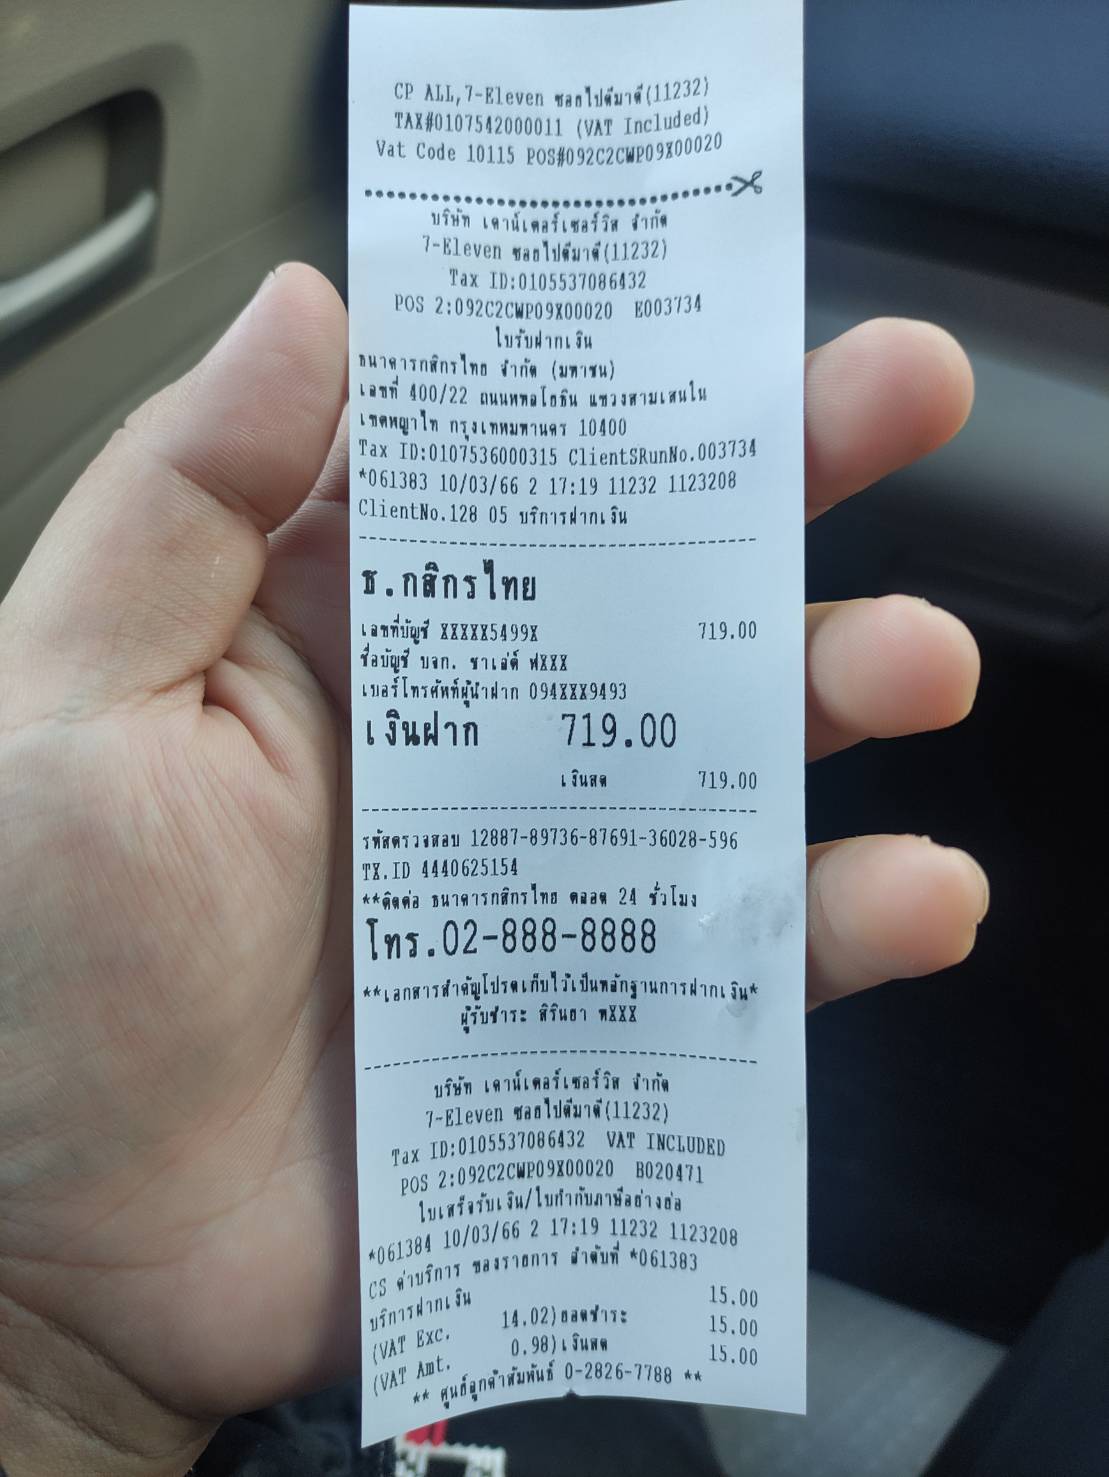 CP ALL,7-Eleven ซอยไปดีมาดี(11232)
TAX#0107542000011 (VAT Included)
Vat Code 10115 POS#092C2CWP09X00020
บริษัท เคาน์เตอร์เซอร์วิส จำกัด
7-Eleven ซอยไปดีมาดี(11232)
Tax ID:0105537086432
POS 2:092C2CWP09X00020 E003734
ใบรับฝากเงิน
ธนาคารกสิกรไทย จำกัด (มหาชน)
เลขที่ 400/22 ถนนพหลโยธิน แขวงสามเสนใน
เขตพญาไท กรุงเทพมหานคร 10400
Tax ID:0107536000315 ClientSRunNo.003734
*061383 10/03/66 2 17:19 11232 1123208
ClientNo.128 05 บริการฝากเงิน
ธ.กสิกรไทย
เลขที่บัญชี XXXXX5499X 719.00
ชื่อบัญชี บจก. ชาเล่ต์ ฟXXX
เบอร์โทรศัพท์ผู้นำฝาก 094XXX9493
เงินฝาก 719.00
เงินสด 719.00
รหัสตรวจสอบ 12887-89736-87691-36028-596
TX.ID 4440625154
**ติดต่อ ธนาคารกสิกรไทย ตลอด 24 ชั่วโมง
โทร.02-888-8888
**เอกสารสำคัญโปรดเก็บไว้เป็นหลักฐานการฝากเงิน*
ผู้รับชำระ สิรินยา พXXX
บริษัท เคาน์เตอร์เซอร์วิส จำกัด
7-Eleven ซอยไปดีมาดี(11232)
Tax ID:0105537086432 VAT INCLUDED
POS 2:092C2CWP09X00020 B020471
ใบเสร็จรับเงิน/ใบกำกับภาษีอย่างย่อ
*061384 10/03/66 2 17:19 11232 1123208
CS ค่าบริการ ของรายการ ลำดับที่ *061383
บริการฝากเงิน 15.00
(VAT Exc. 14.02)ยอดชำระ 15.00
(VAT Amt. 0.98)เงินสด 15.00
** ศูนย์ลูกค้าสัมพันธ์ 0-2826-7788 **